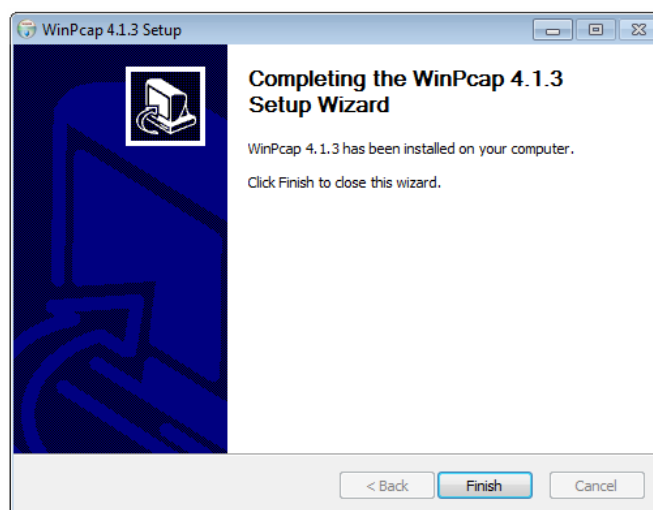 WinPcap 4.1.3 Setup
Completing the WinPcap 4.1.3
Setup Wizard
WinPcap 4.1.3 has been installed on your computer.
Click Finish to close this wizard.
< Back
Finish
Cancel